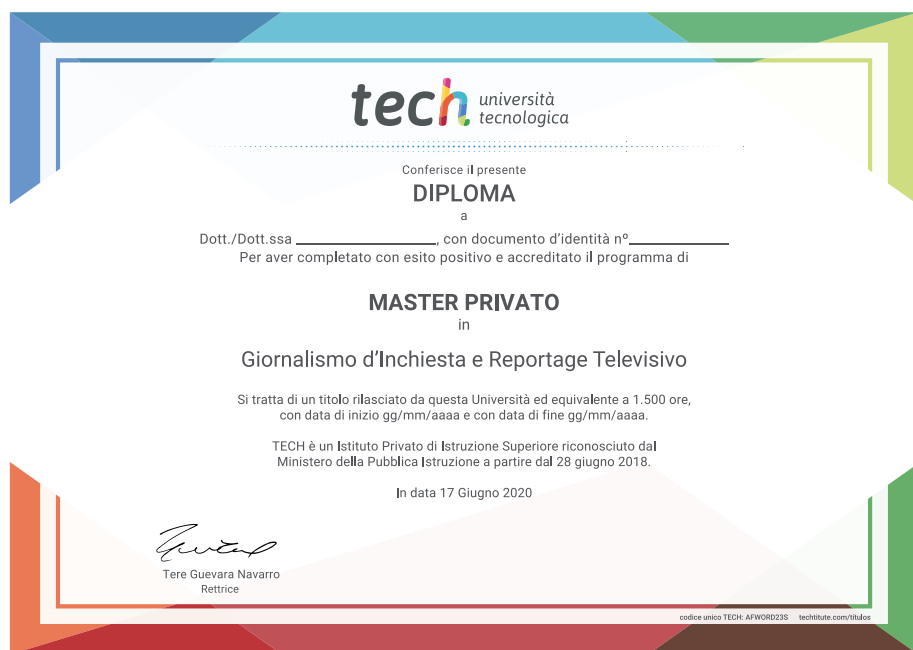 tech università
tecnologica
Conferisce il presente
DIPLOMA
a
Dott./Dott.ssa ____________________, con documento d'identità nº______________
Per aver completato con esito positivo e accreditato il programma di
MASTER PRIVATO
in
Giornalismo d'Inchiesta e Reportage Televisivo
Si tratta di un titolo rilasciato da questa Università ed equivalente a 1.500 ore,
con data di inizio gg/mm/aaaa e con data di fine gg/mm/aaaa.
TECH è un Istituto Privato di Istruzione Superiore riconosciuto dal
Ministero della Pubblica Istruzione a partire dal 28 giugno 2018.
In data 17 Giugno 2020
Tere Guevara Navarro
Rettrice
codice unico TECH: AFWORD23S techtitute.com/titulos